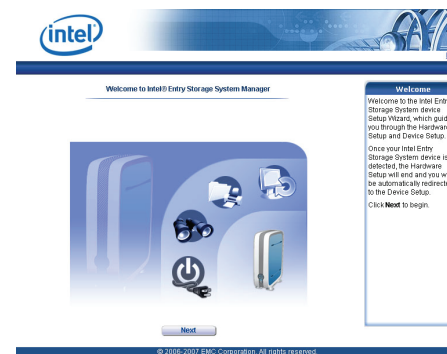 intel
Welcome to Intel® Entry Storage System Manager
Welcome
Welcome to the Intel Entr
Storage System device
Setup Wizard, which guid
you through the Hardware
Setup and Device Setup.
Once your Intel Entry
Storage System device is
detected, the Hardware
Setup will end and you w
be automatically redirecte
to the Device Setup.
Click Next to begin.
Next
© 2006-2007 EMC Corporation. All rights reserved.